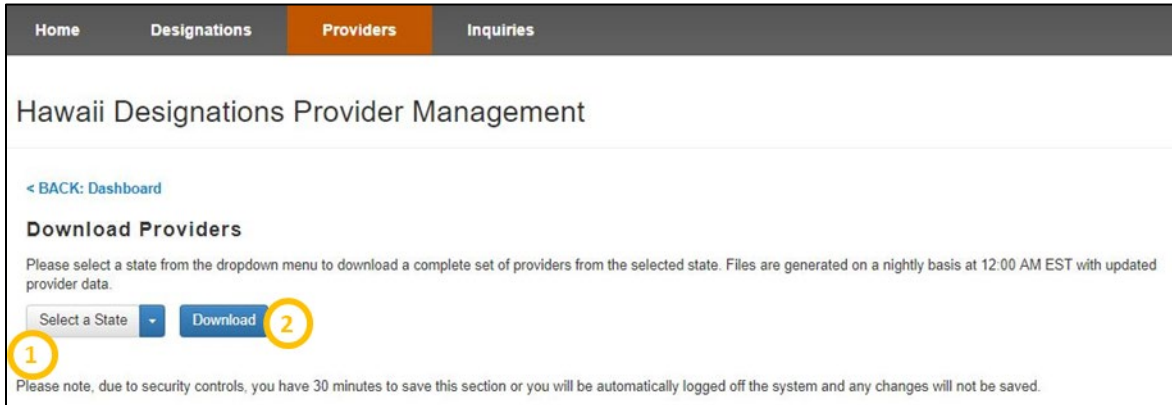 Home Designations Providers Inquiries
Hawaii Designations Provider Management
< BACK: Dashboard
Download Providers
Please select a state from the dropdown menu to download a complete set of providers from the selected state. Files are generated on a nightly basis at 12:00 AM EST with updated
provider data.
Select a State Download 2
1
Please note, due to security controls, you have 30 minutes to save this section or you will be automatically logged off the system and any changes will not be saved.